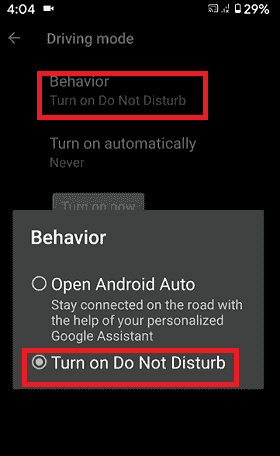 4:04 29%
Driving mode
Behavior
Turn on Do Not Disturb
Turn on automatically
Never
Turn on now
Behavior
Open Android Auto
Stay connected on the road with
the help of your personalized
Google Assistant
Turn on Do Not Disturb